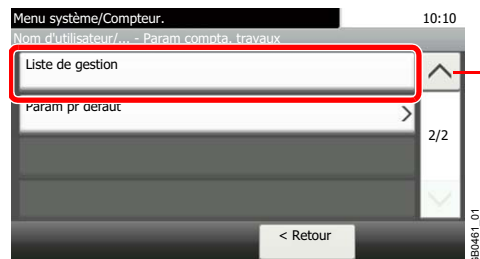 Menu système/Compteur.
10:10
Nom d'utilisateur/... - Param compta. travaux
Liste de gestion
Param pr défaut
2/2
< Retour
GB0461_01